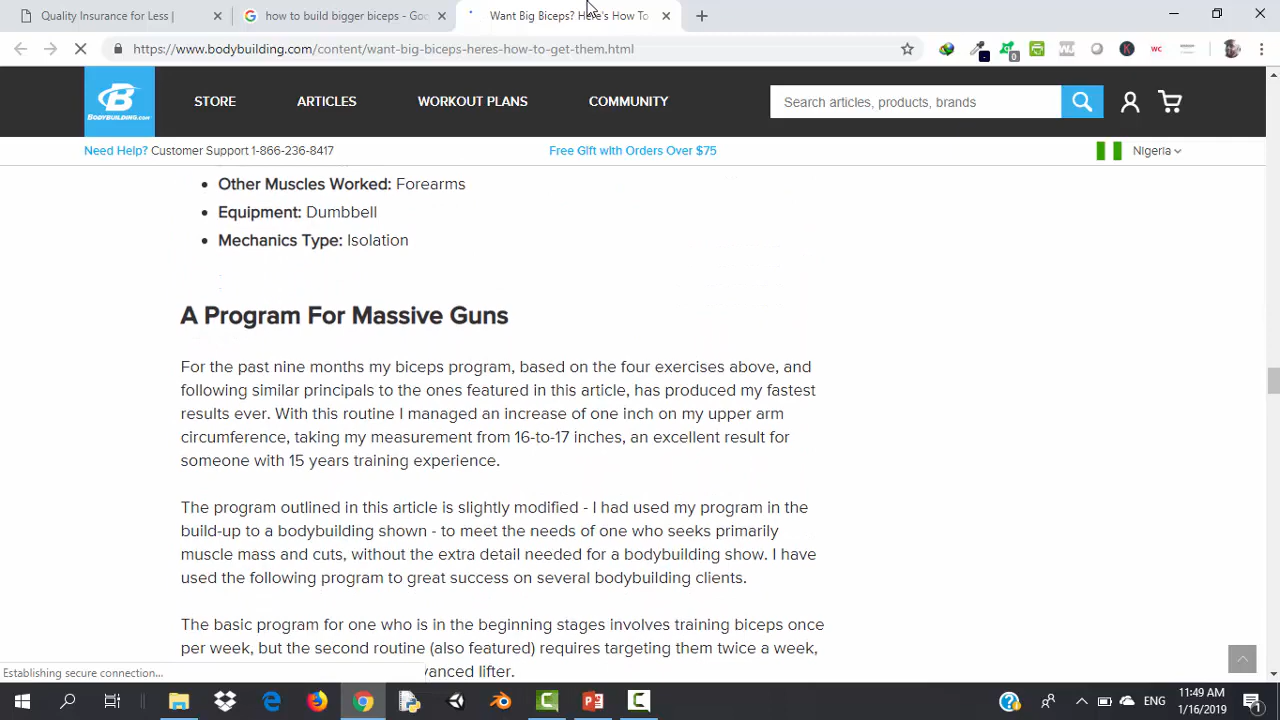 Quality Insurance for Less |
how to build bigger biceps - Goo
Want Big Biceps? Here's How To
https://www.bodybuilding.com/content/want-big-biceps-heres-how-to-get-them.html
0
WJ
K
WC
B
BODYBUILDING.com
STORE
ARTICLES
WORKOUT PLANS
COMMUNITY
Search articles, products, brands
Need Help? Customer Support 1-866-236-8417
Free Gift with Orders Over $75
Nigeria
• Other Muscles Worked: Forearms
• Equipment: Dumbbell
• Mechanics Type: Isolation
A Program For Massive Guns
For the past nine months my biceps program, based on the four exercises above, and
following similar principals to the ones featured in this article, has produced my fastest
results ever. With this routine I managed an increase of one inch on my upper arm
circumference, taking my measurement from 16-to-17 inches, an excellent result for
someone with 15 years training experience.
The program outlined in this article is slightly modified - I had used my program in the
build-up to a bodybuilding shown - to meet the needs of one who seeks primarily
muscle mass and cuts, without the extra detail needed for a bodybuilding show. I have
used the following program to great success on several bodybuilding clients.
The basic program for one who is in the beginning stages involves training biceps once
per week, but the second routine (also featured) requires targeting them twice a week,
vanced lifter.
Establishing secure connection...
ENG
11:49 AM
1/16/2019
1